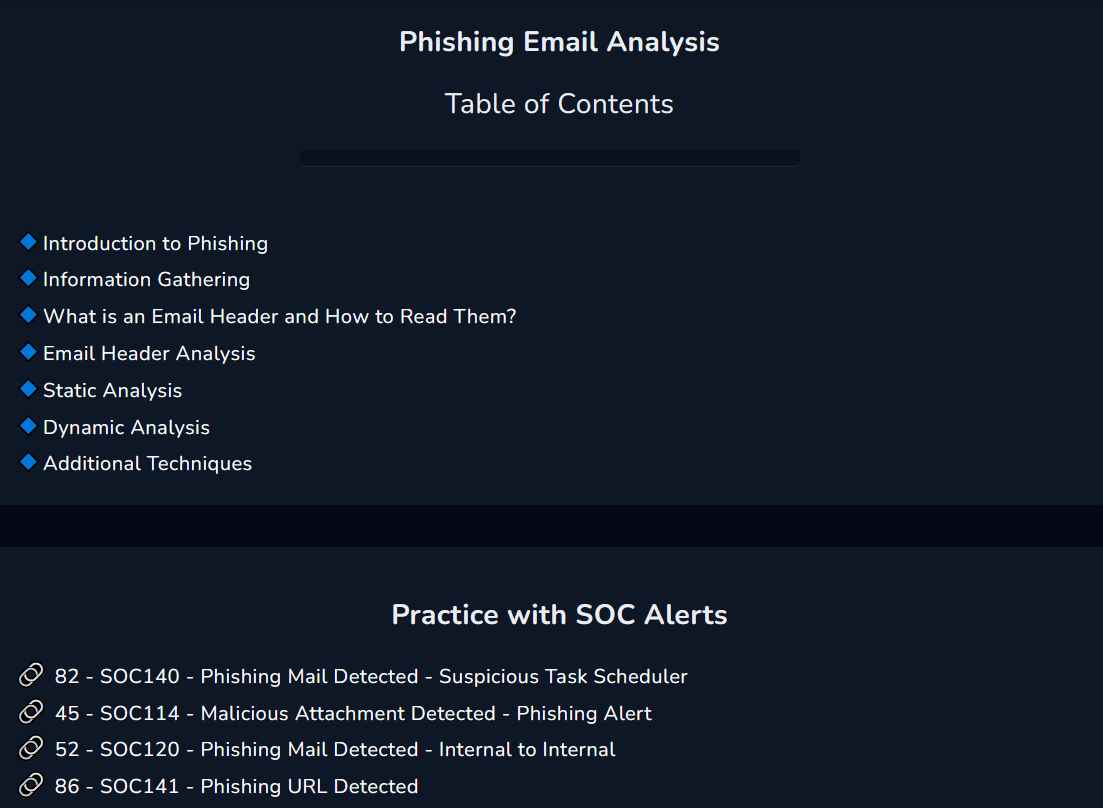 Phishing Email Analysis
Table of Contents
Introduction to Phishing
Information Gathering
What is an Email Header and How to Read Them?
Email Header Analysis
Static Analysis
Dynamic Analysis
Additional Techniques
Practice with SOC Alerts
82 - SOC140 - Phishing Mail Detected - Suspicious Task Scheduler
45 - SOC114 - Malicious Attachment Detected - Phishing Alert
52 - SOC120 - Phishing Mail Detected - Internal to Internal
86 - SOC141 - Phishing URL Detected